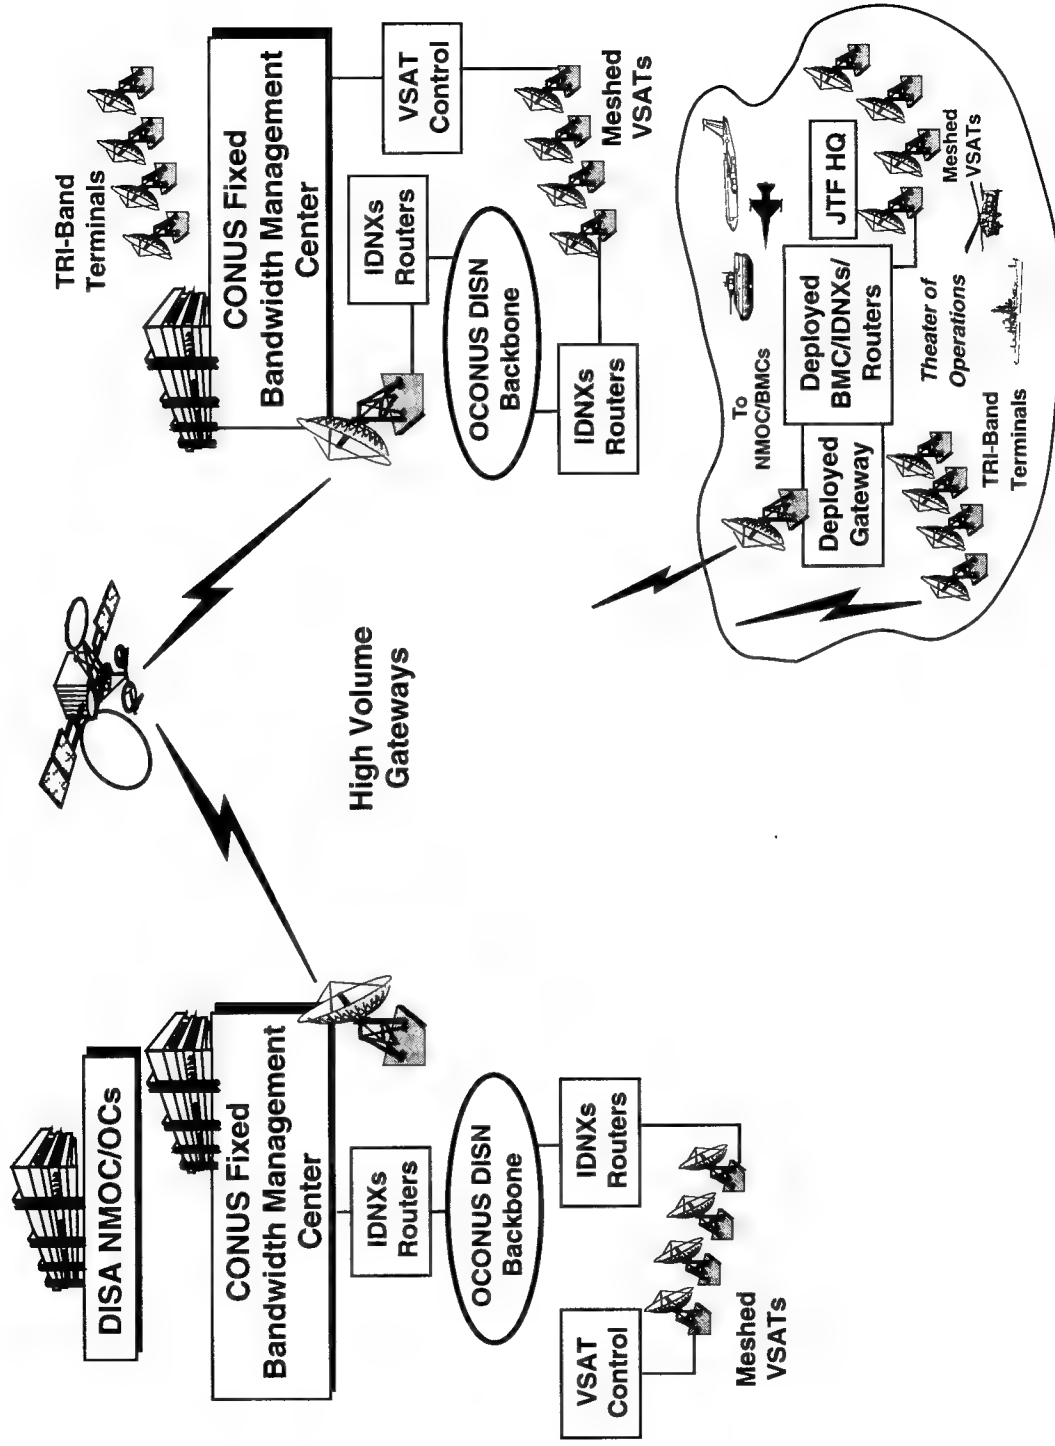 DISA NMOC/OCs
CONUS Fixed
Bandwidth Management
Center
IDNXs
Routers
OCONUS DISN
Backbone
IDNXs
Routers
VSAT
Control
Meshed
VSATs
High Volume
Gateways
TRI-Band
Terminals
CONUS Fixed
Bandwidth Management
Center
IDNXs
Routers
VSAT
Control
OCONUS DISN
Backbone
IDNXs
Routers
Meshed
VSATs
To
NMOC/BMCs
Deployed
Gateway
Deployed
BMC/IDNXs/
Routers
JTF HQ
Meshed
VSATs
Theater of
Operations
TRI-Band
Terminals